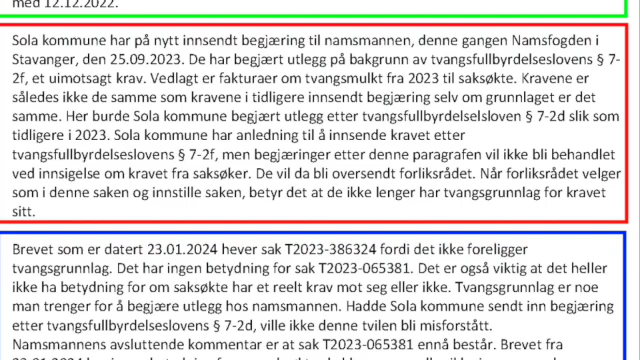 med 12.12.2022.
Sola kommune har på nytt innsendt begjæring til namsmannen, denne gangen Namsfogden i
Stavanger, den 25.09.2023. De har begjært utlegg på bakgrunn av tvangsfullbyrdelseslovens § 7-
2f, et uimotsagt krav. Vedlagt er fakturaer om tvangsmulkt fra 2023 til saksøkte. Kravene er
således ikke de samme som kravene i tidligere innsendt begjæring selv om grunnlaget er det
samme. Her burde Sola kommune begjært utlegg etter tvangsfullbyrdelselsloven § 7-2d slik som
tidligere i 2023. Sola kommune har anledning til å innsende kravet etter
tvangsfullbyrdelseslovens § 7-2f, men begjæringer etter denne paragrafen vil ikke bli behandlet
ved innsigelse om kravet fra saksøker. De vil da bli oversendt forliksrådet. Når forliksrådet velger
som i denne saken og innstille saken, betyr det at de ikke lenger har tvangsgrunnlag for kravet
sitt.
Brevet som er datert 23.01.2024 hever sak T2023-386324 fordi det ikke foreligger
tvangsgrunnlag. Det har ingen betydning for sak T2023-065381. Det er også viktig at det heller
ikke ha betydning for om saksøkte har et reelt krav mot seg eller ikke. Tvangsgrunnlag er noe
man trenger for å begjære utlegg hos namsmannen. Hadde Sola kommune sendt inn begjæring
etter tvangsfullbyrdelseslovens § 7-2d, ville ikke denne tvilen bli misforstått.
Namsmannens avsluttende kommentar er at sak T2023-065381 ennå består. Brevet fra